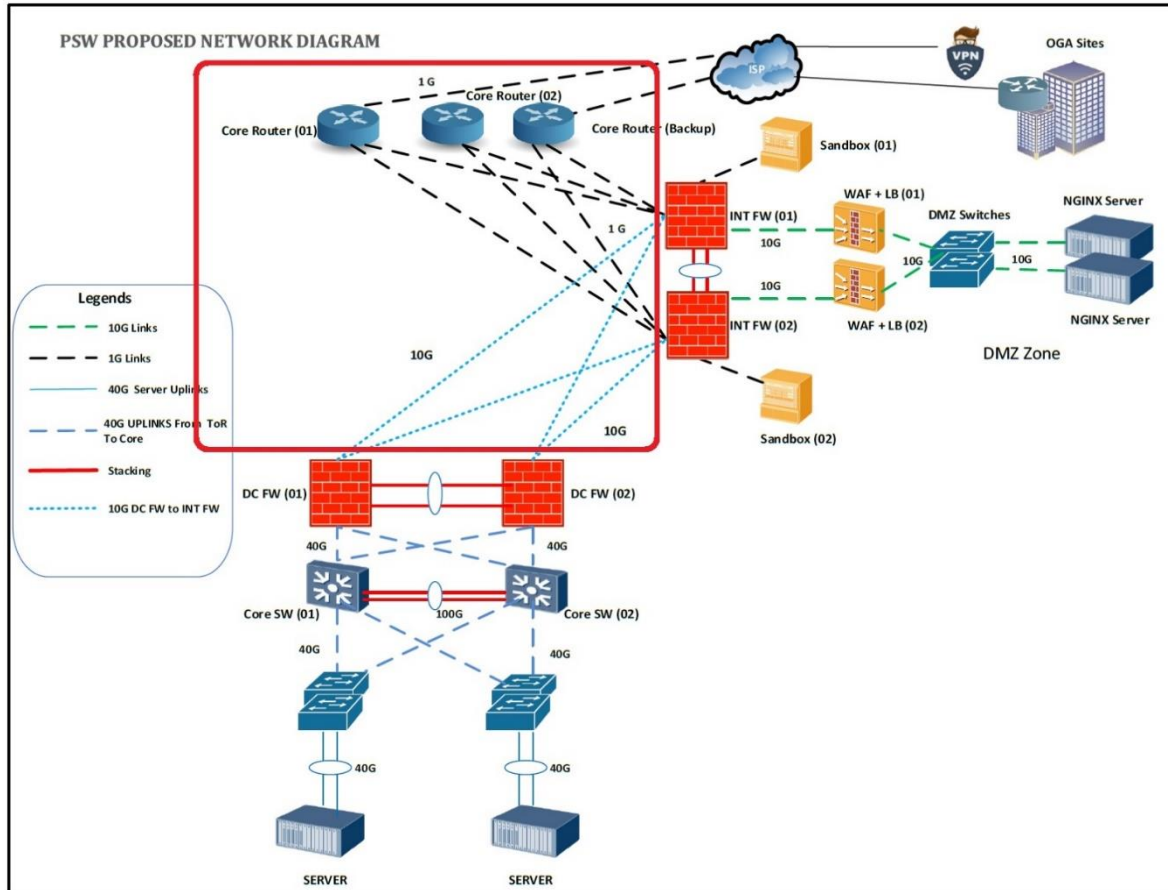 PSW PROPOSED NETWORK DIAGRAM
1 G
Core Router (02)
Core Router (01)
Core Router (Backup)
ISP
VPN
OGA Sites
Sandbox (01)
INT FW (01)
1 G
10G
WAF + LB (01)
DMZ Switches
10G
NGINX Server
10G
NGINX Server
10G
INT FW (02)
WAF + LB (02)
DMZ Zone
Sandbox (02)
Legends
10G Links
1G Links
40G Server Uplinks
40G UPLINKS From ToR
To Core
Stacking
10G DC FW to INT FW
10G
10G
DC FW (01)
DC FW (02)
40G
40G
Core SW (01)
100G
Core SW (02)
40G
40G
40G
40G
SERVER
SERVER